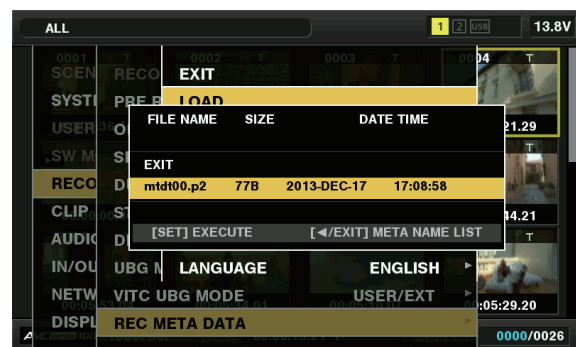 ALL 1 2 USB 13.8V
0001 T 0002 M T 0003 T 04 T
SCEN RECO EXIT
SYSTI PRE R LOAD
FILE NAME SIZE DATE TIME
USER 21.29
SW M EXIT
RECO mtdt00.p2 77B 2013-DEC-17 17:08:58
CLIP 44.21
[SET] EXECUTE [◀/EXIT] META NAME LIST
AUDIO
IN/OU UBG M LANGUAGE ENGLISH
NETW VITC UBG MODE USER/EXT :05:29.20
DISPL REC META DATA
0000/0026